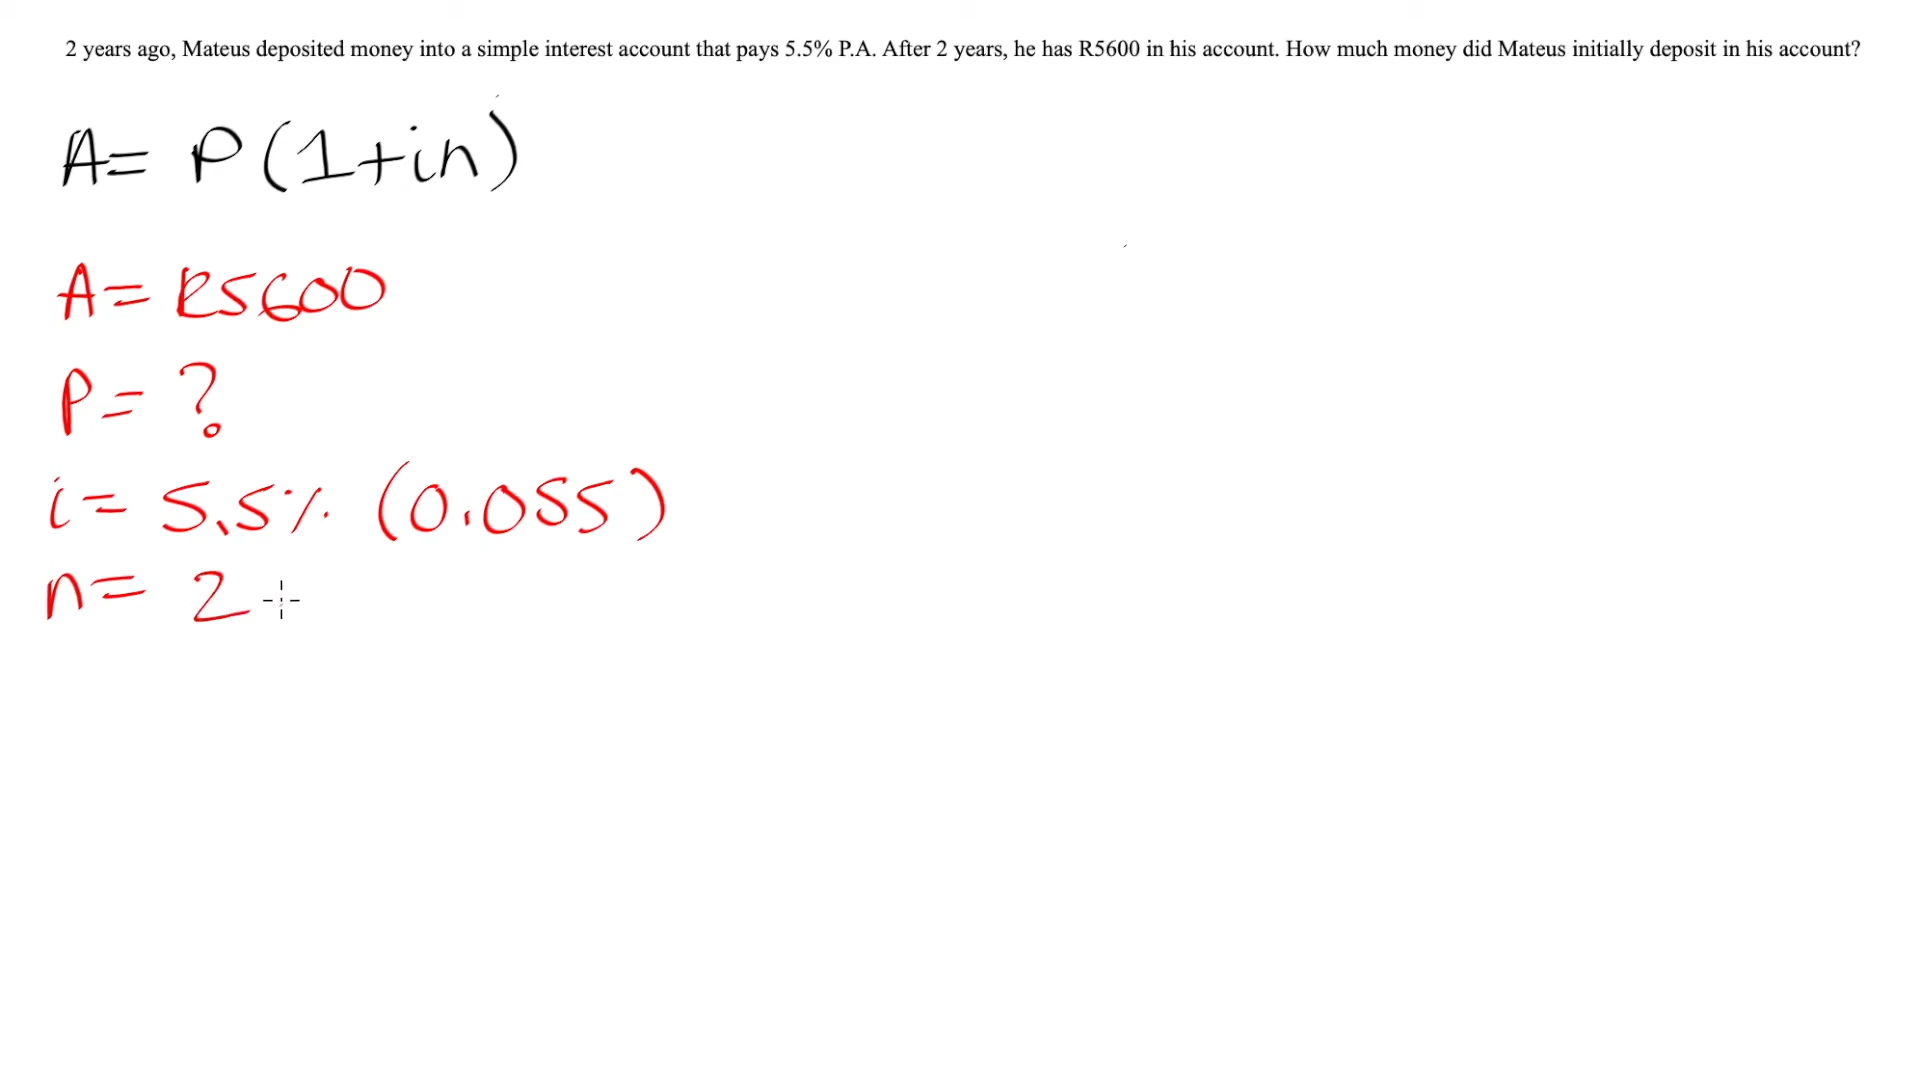 2 years ago, Mateus deposited money into a simple interest account that pays 5.5% P.A. After 2 years, he has R5600 in his account. How much money did Mateus initially deposit in his account?
A= P(1+in)
A= R5600
P= ?
i= 5,5% (0.055)
n= 2